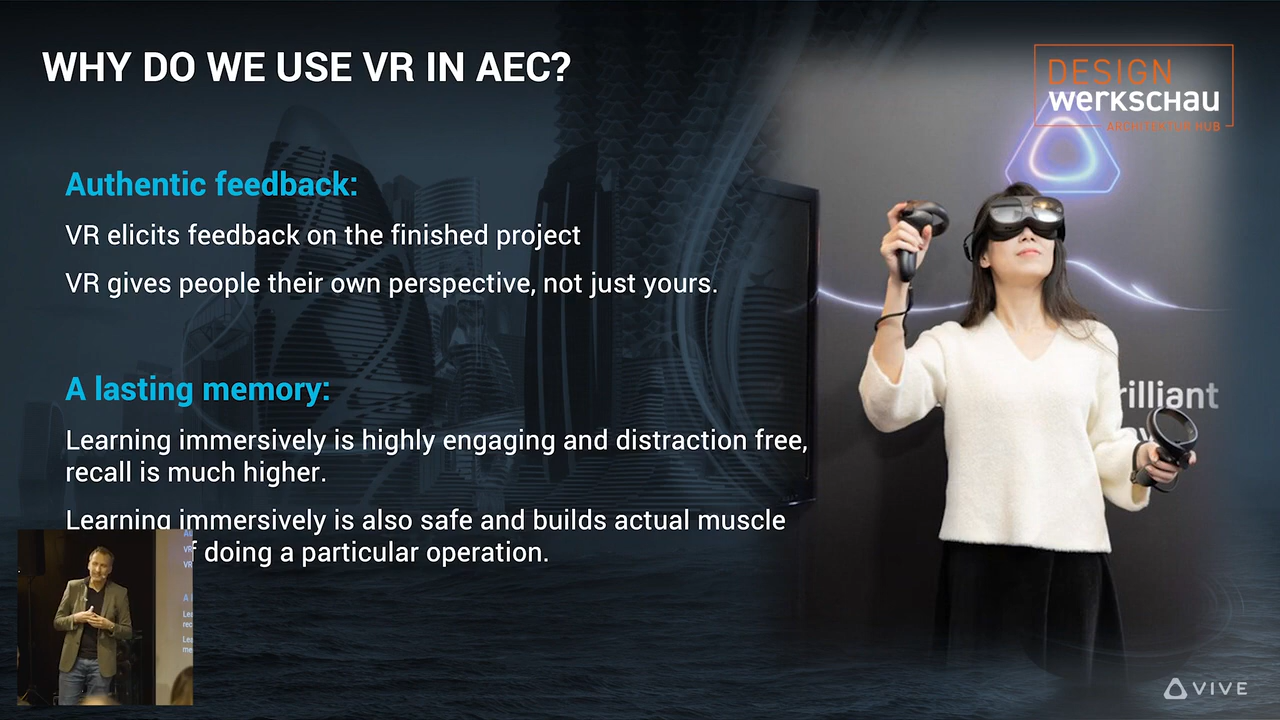 WHY DO WE USE VR IN AEC?
DESIGN
werkschau
ARCHITEKTUR HUB
Authentic feedback:
VR elicits feedback on the finished project
VR gives people their own perspective, not just yours.
A lasting memory:
Learning immersively is highly engaging and distraction free,
recall is much higher.
Learning immersively is also safe and builds actual muscle
doing a particular operation.
rilliant
VIVE